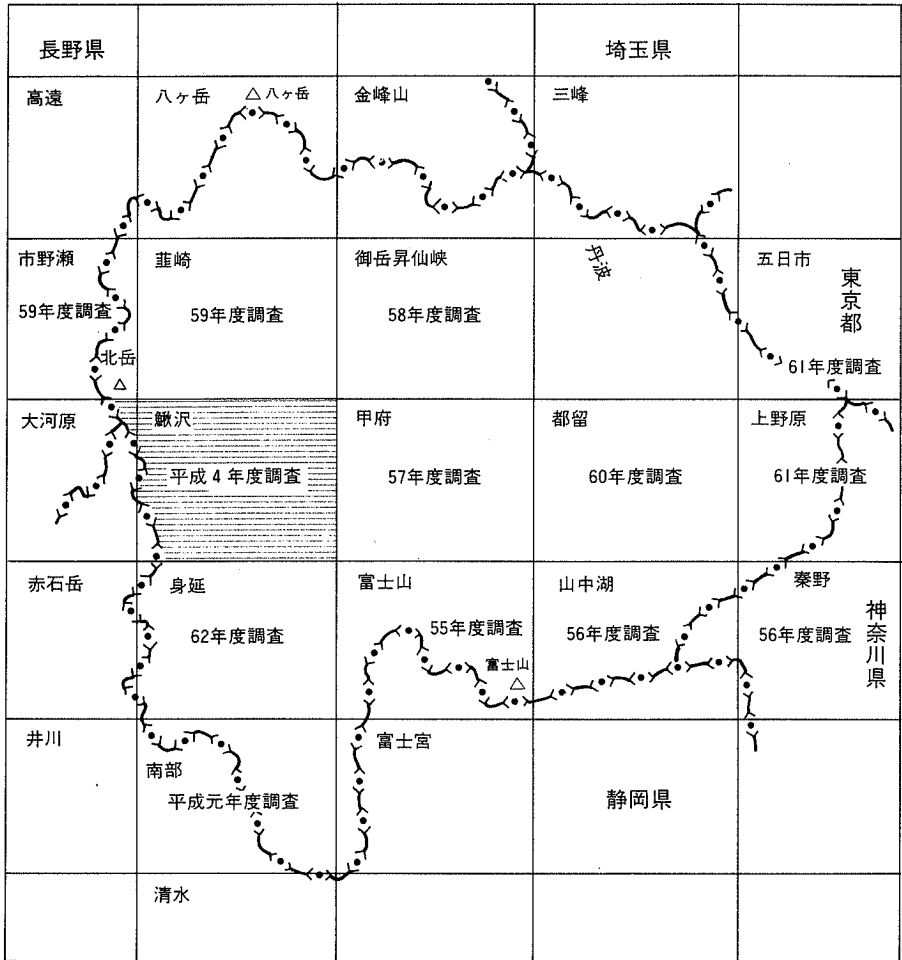 長野県
埼玉県
高遠
八ヶ岳
八ヶ岳
金峰山
三峰
市野瀬
59年度調査
北岳
韮崎
59年度調査
御岳昇仙峡
58年度調査
丹波
五日市
東京都
61年度調査
大河原
鰍沢
平成4年度調査
甲府
57年度調査
都留
60年度調査
上野原
61年度調査
赤石岳
身延
62年度調査
富士山
55年度調査
富士山
山中湖
56年度調査
秦野
56年度調査
神奈川県
井川
南部
平成元年度調査
富士宮
静岡県
清水